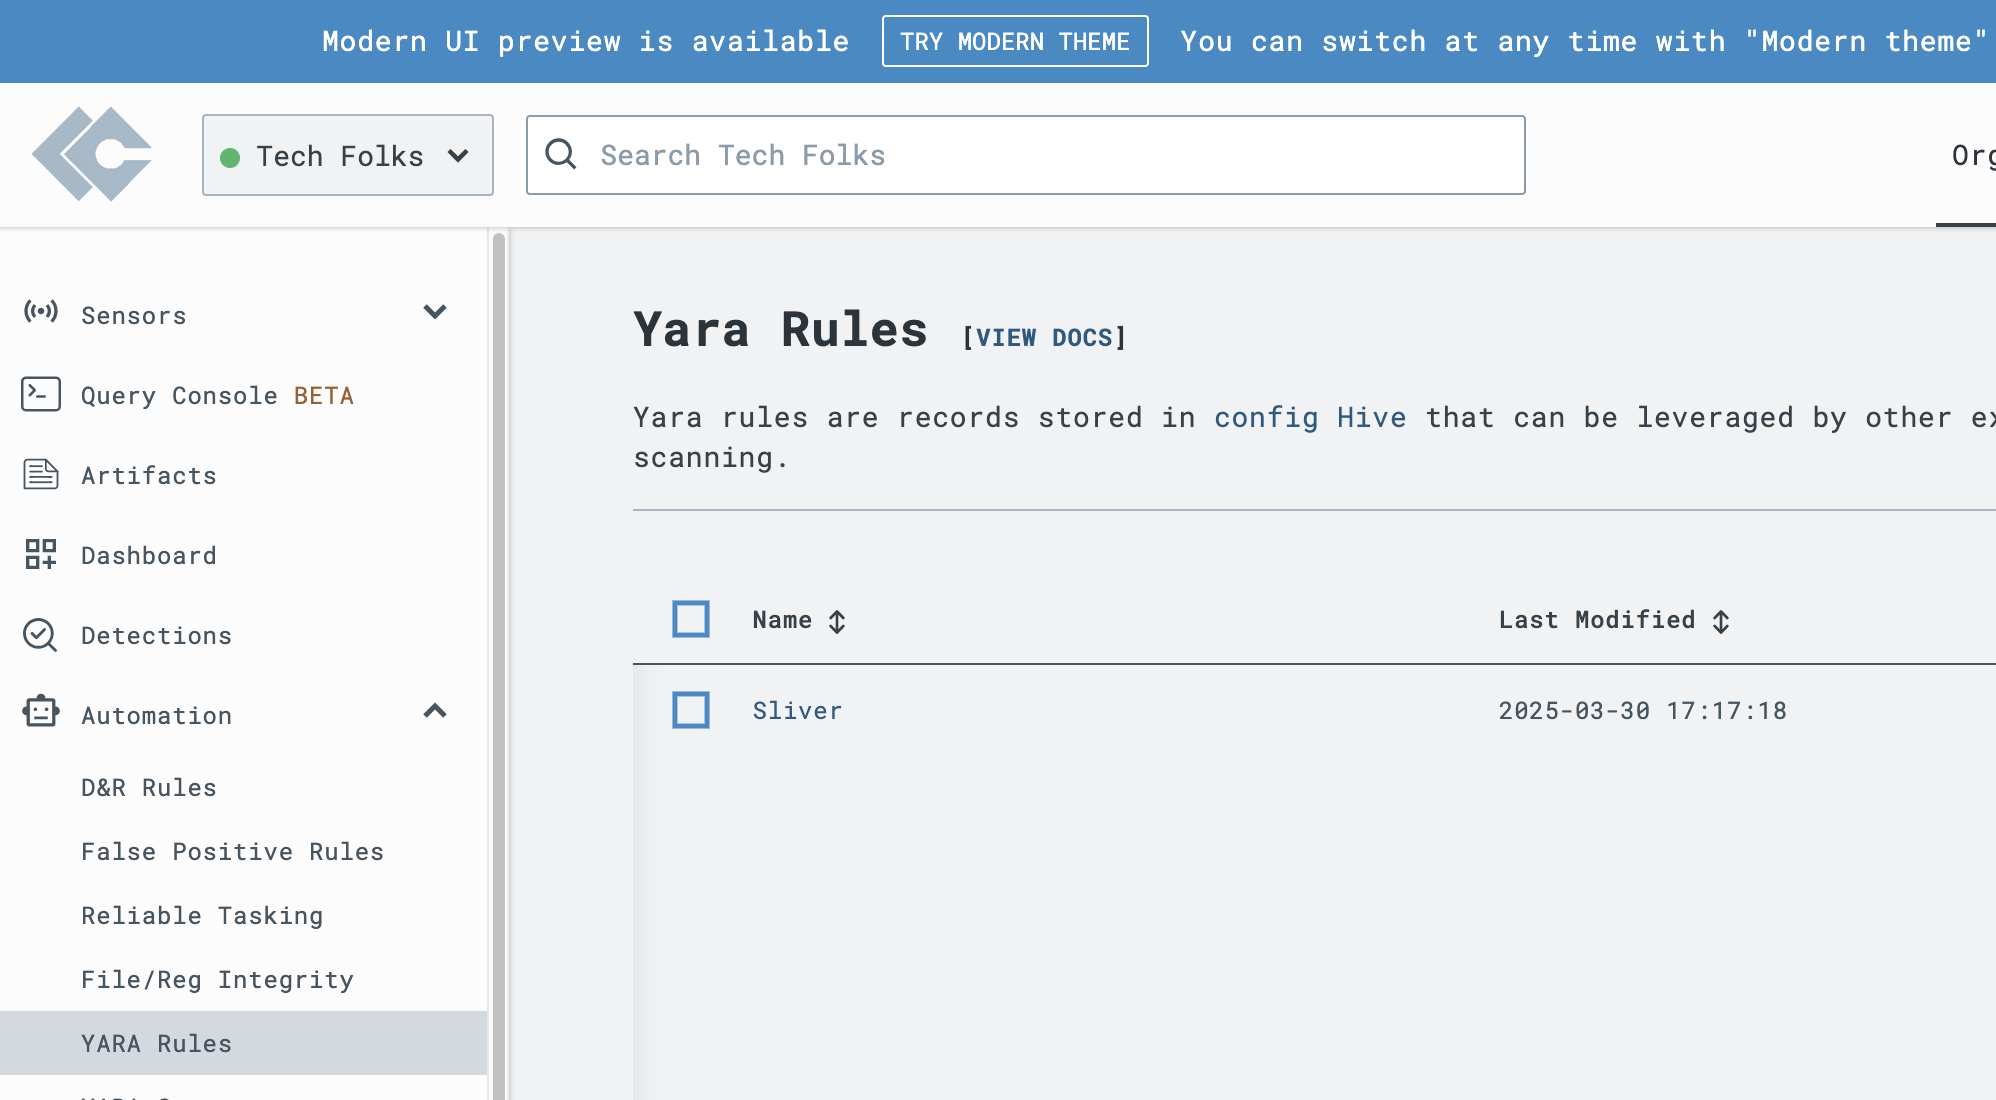 Modern UI preview is available TRY MODERN THEME You can switch at any time with "Modern theme"
Tech Folks
Search Tech Folks
Sensors
Query Console BETA
Artifacts
Dashboard
Detections
Automation
D&R Rules
False Positive Rules
Reliable Tasking
File/Reg Integrity
YARA Rules
Yara Rules [VIEW DOCS]
Yara rules are records stored in config Hive that can be leveraged by other
scanning.
Name Last Modified
Sliver 2025-03-30 17:17:18